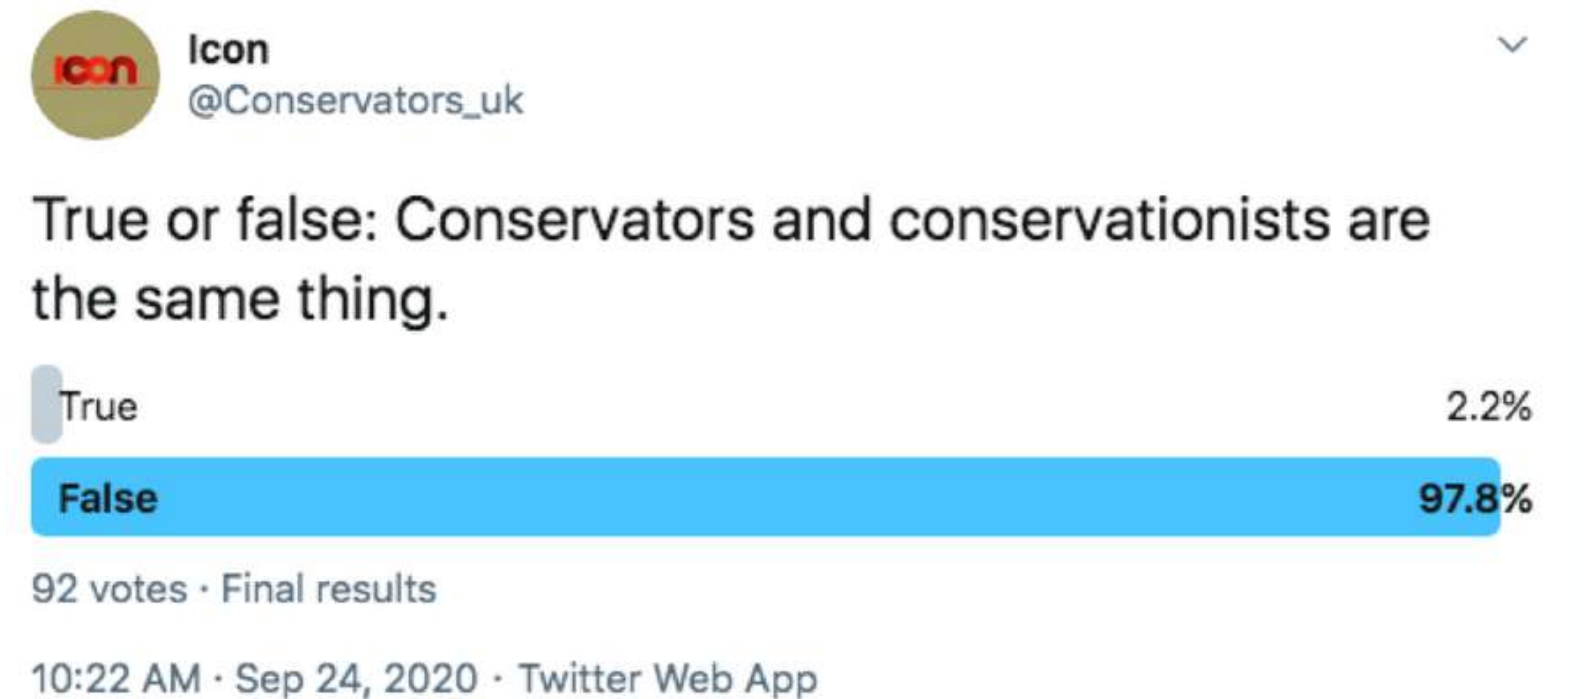 icon
Icon
@Conservators_uk
True or false: Conservators and conservationists are
the same thing.
True 2.2%
False 97.8%
92 votes · Final results
10:22 AM · Sep 24, 2020 · Twitter Web App